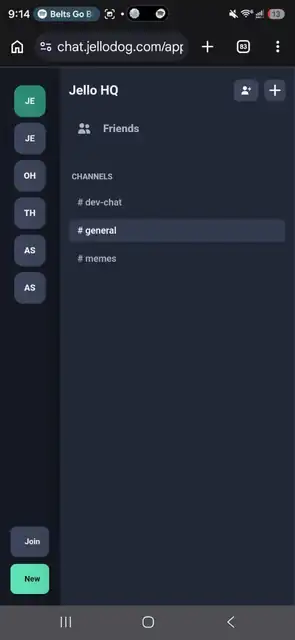 9:14 Belts Go B 13
chat.jellodog.com/app 83
JE
JE
OH
TH
AS
AS
Join
New
Jello HQ
Friends
CHANNELS
# dev-chat
# general
# memes